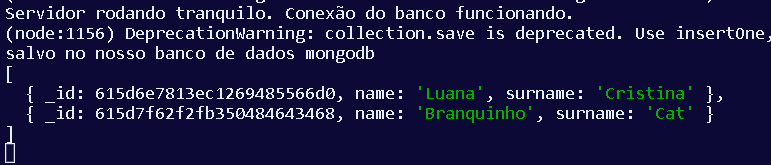 Servidor rodando tranquilo. Conexão do banco funcionando.
(node:1156) DeprecationWarning: collection.save is deprecated. Use insertOne,
salvo no nosso banco de dados mongodb
[
  { _id: 615d6e7813ec1269485566d0, name: 'Luana', surname: 'Cristina' },
  { _id: 615d7f62f2fb350484643468, name: 'Branquinho', surname: 'Cat' }
]